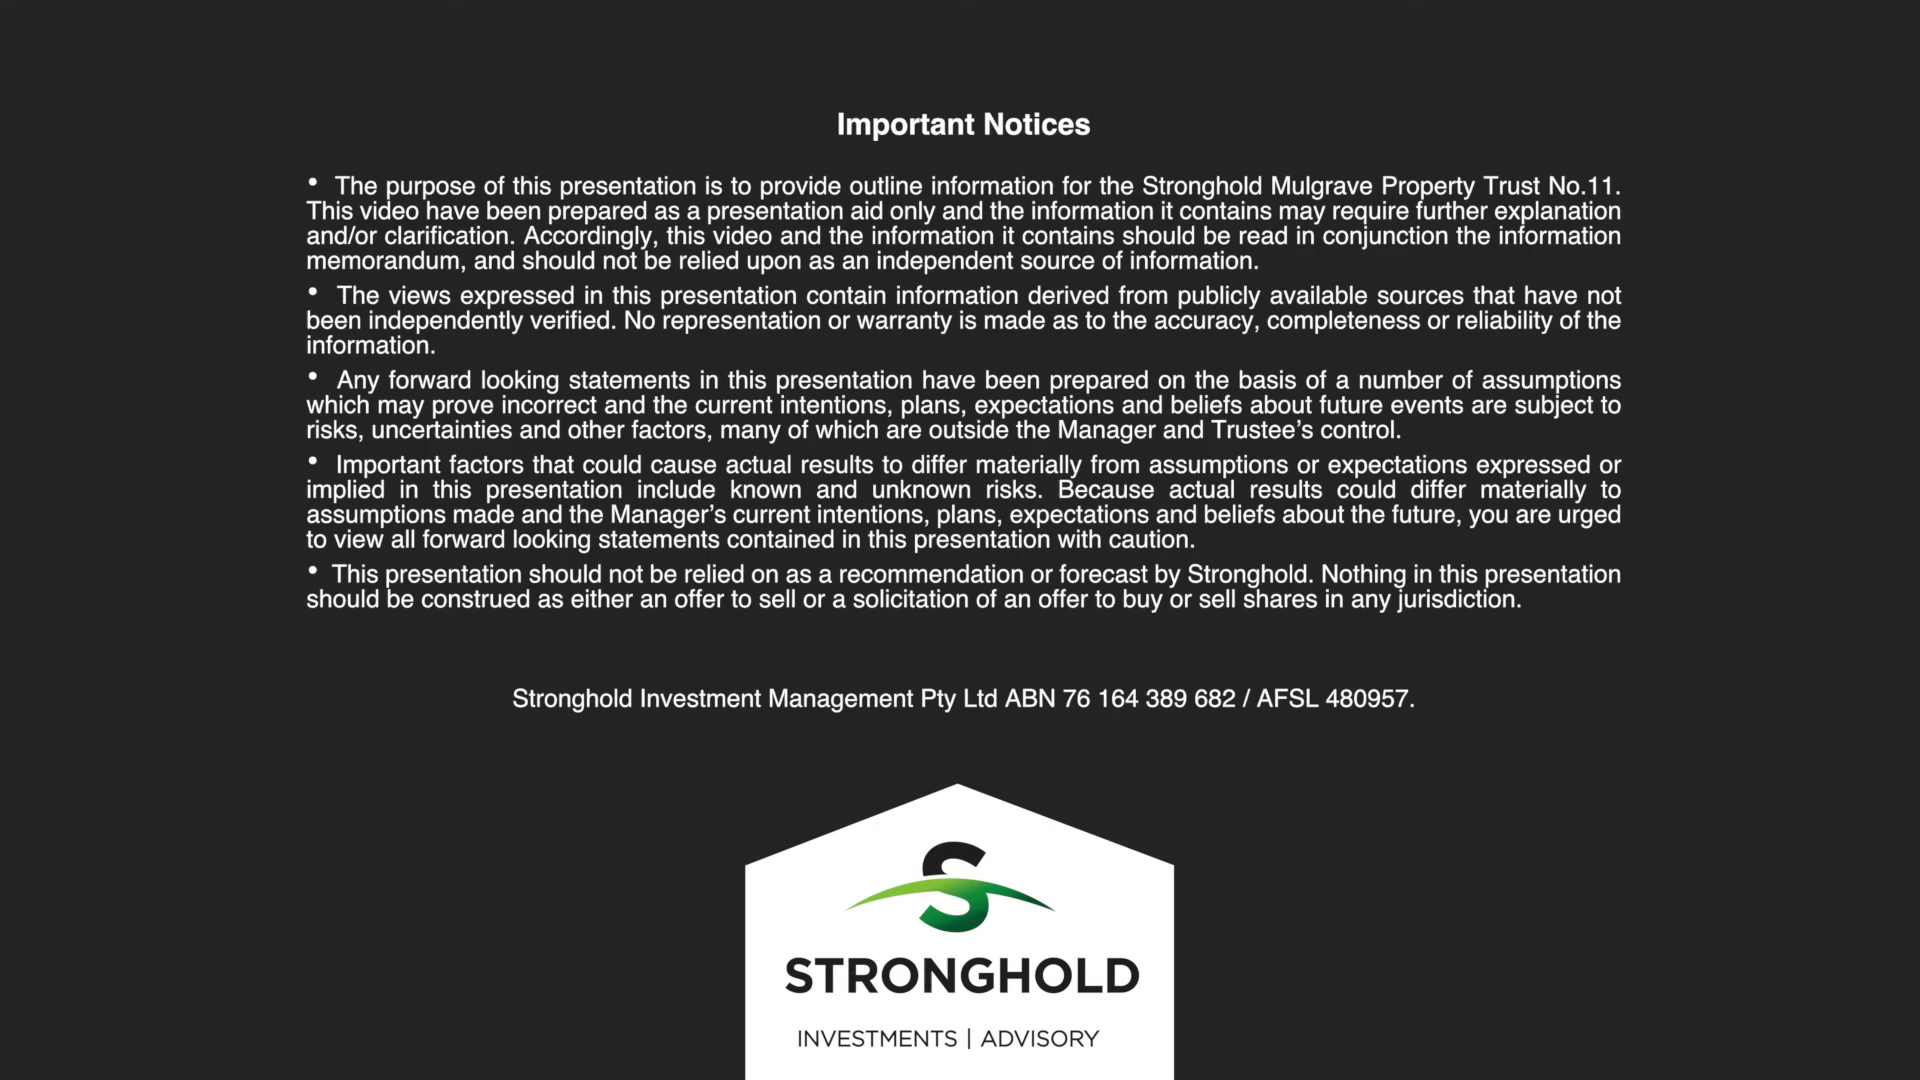 Important Notices
• The purpose of this presentation is to provide outline information for the Stronghold Mulgrave Property Trust No.11.
This video have been prepared as a presentation aid only and the information it contains may require further explanation
and/or clarification. Accordingly, this video and the information it contains should be read in conjunction the information
memorandum, and should not be relied upon as an independent source of information.
• The views expressed in this presentation contain information derived from publicly available sources that have not
been independently verified. No representation or warranty is made as to the accuracy, completeness or reliability of the
information.
• Any forward looking statements in this presentation have been prepared on the basis of a number of assumptions
which may prove incorrect and the current intentions, plans, expectations and beliefs about future events are subject to
risks, uncertainties and other factors, many of which are outside the Manager and Trustee’s control.
• Important factors that could cause actual results to differ materially from assumptions or expectations expressed or
implied in this presentation include known and unknown risks. Because actual results could differ materially to
assumptions made and the Manager’s current intentions, plans, expectations and beliefs about the future, you are urged
to view all forward looking statements contained in this presentation with caution.
• This presentation should not be relied on as a recommendation or forecast by Stronghold. Nothing in this presentation
should be construed as either an offer to sell or a solicitation of an offer to buy or sell shares in any jurisdiction.
Stronghold Investment Management Pty Ltd ABN 76 164 389 682 / AFSL 480957.
S
STRONGHOLD
INVESTMENTS | ADVISORY